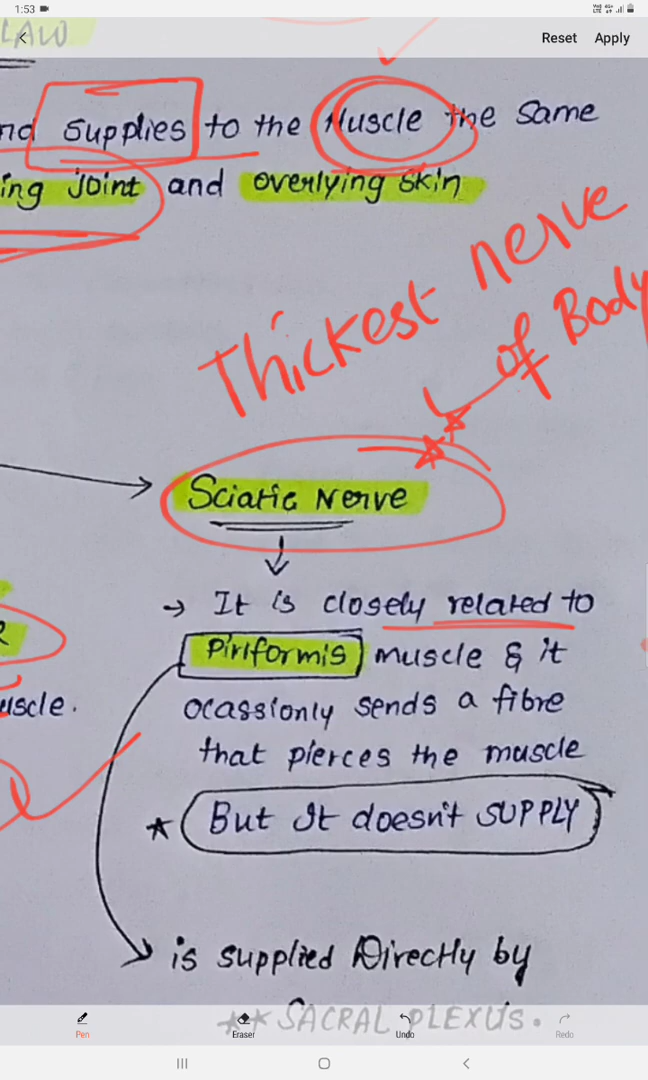 1:53
LAW
Reset Apply
nd supplies to the Muscle the same
ing joint and overlying skin
Thickest nerve
of Body
Sciatic Nerve
→ It is closely related to
Piriformis muscle & it
ocassionly sends a fibre
that pierces the muscle
uscle.
* But It doesn't SUPPLY
is supplied Directly by
** SACRAL PLEXUS.
Pen Eraser Undo Redo